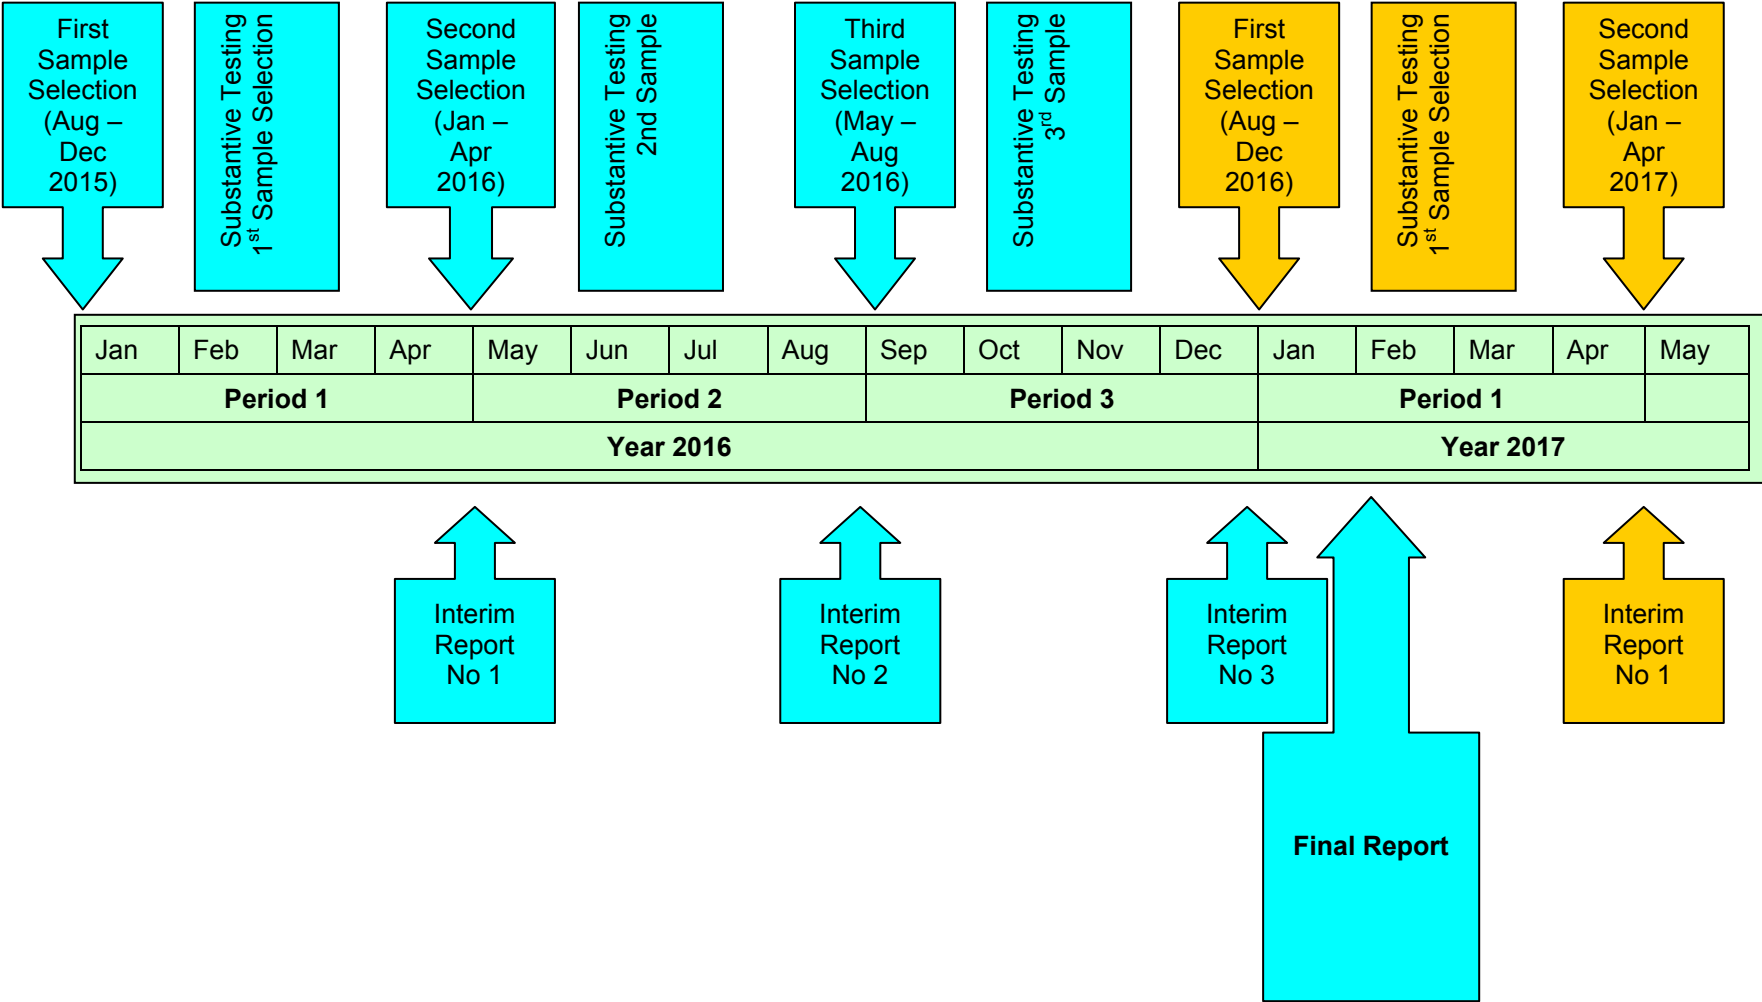 First
Sample
Selection
(Aug –
Dec
2015)
Substantive Testing
1st Sample Selection
Second
Sample
Selection
(Jan –
Apr
2016)
Substantive Testing
2nd Sample
Third
Sample
Selection
(May –
Aug
2016)
Substantive Testing
3rd Sample
First
Sample
Selection
(Aug –
Dec
2016)
Substantive Testing
1st Sample Selection
Second
Sample
Selection
(Jan –
Apr
2017)
Jan Feb Mar Apr May Jun Jul Aug Sep Oct Nov Dec Jan Feb Mar Apr May
Period 1 Period 2 Period 3 Period 1
Year 2016 Year 2017
Interim
Report
No 1
Interim
Report
No 2
Interim
Report
No 3
Final Report
Interim
Report
No 1